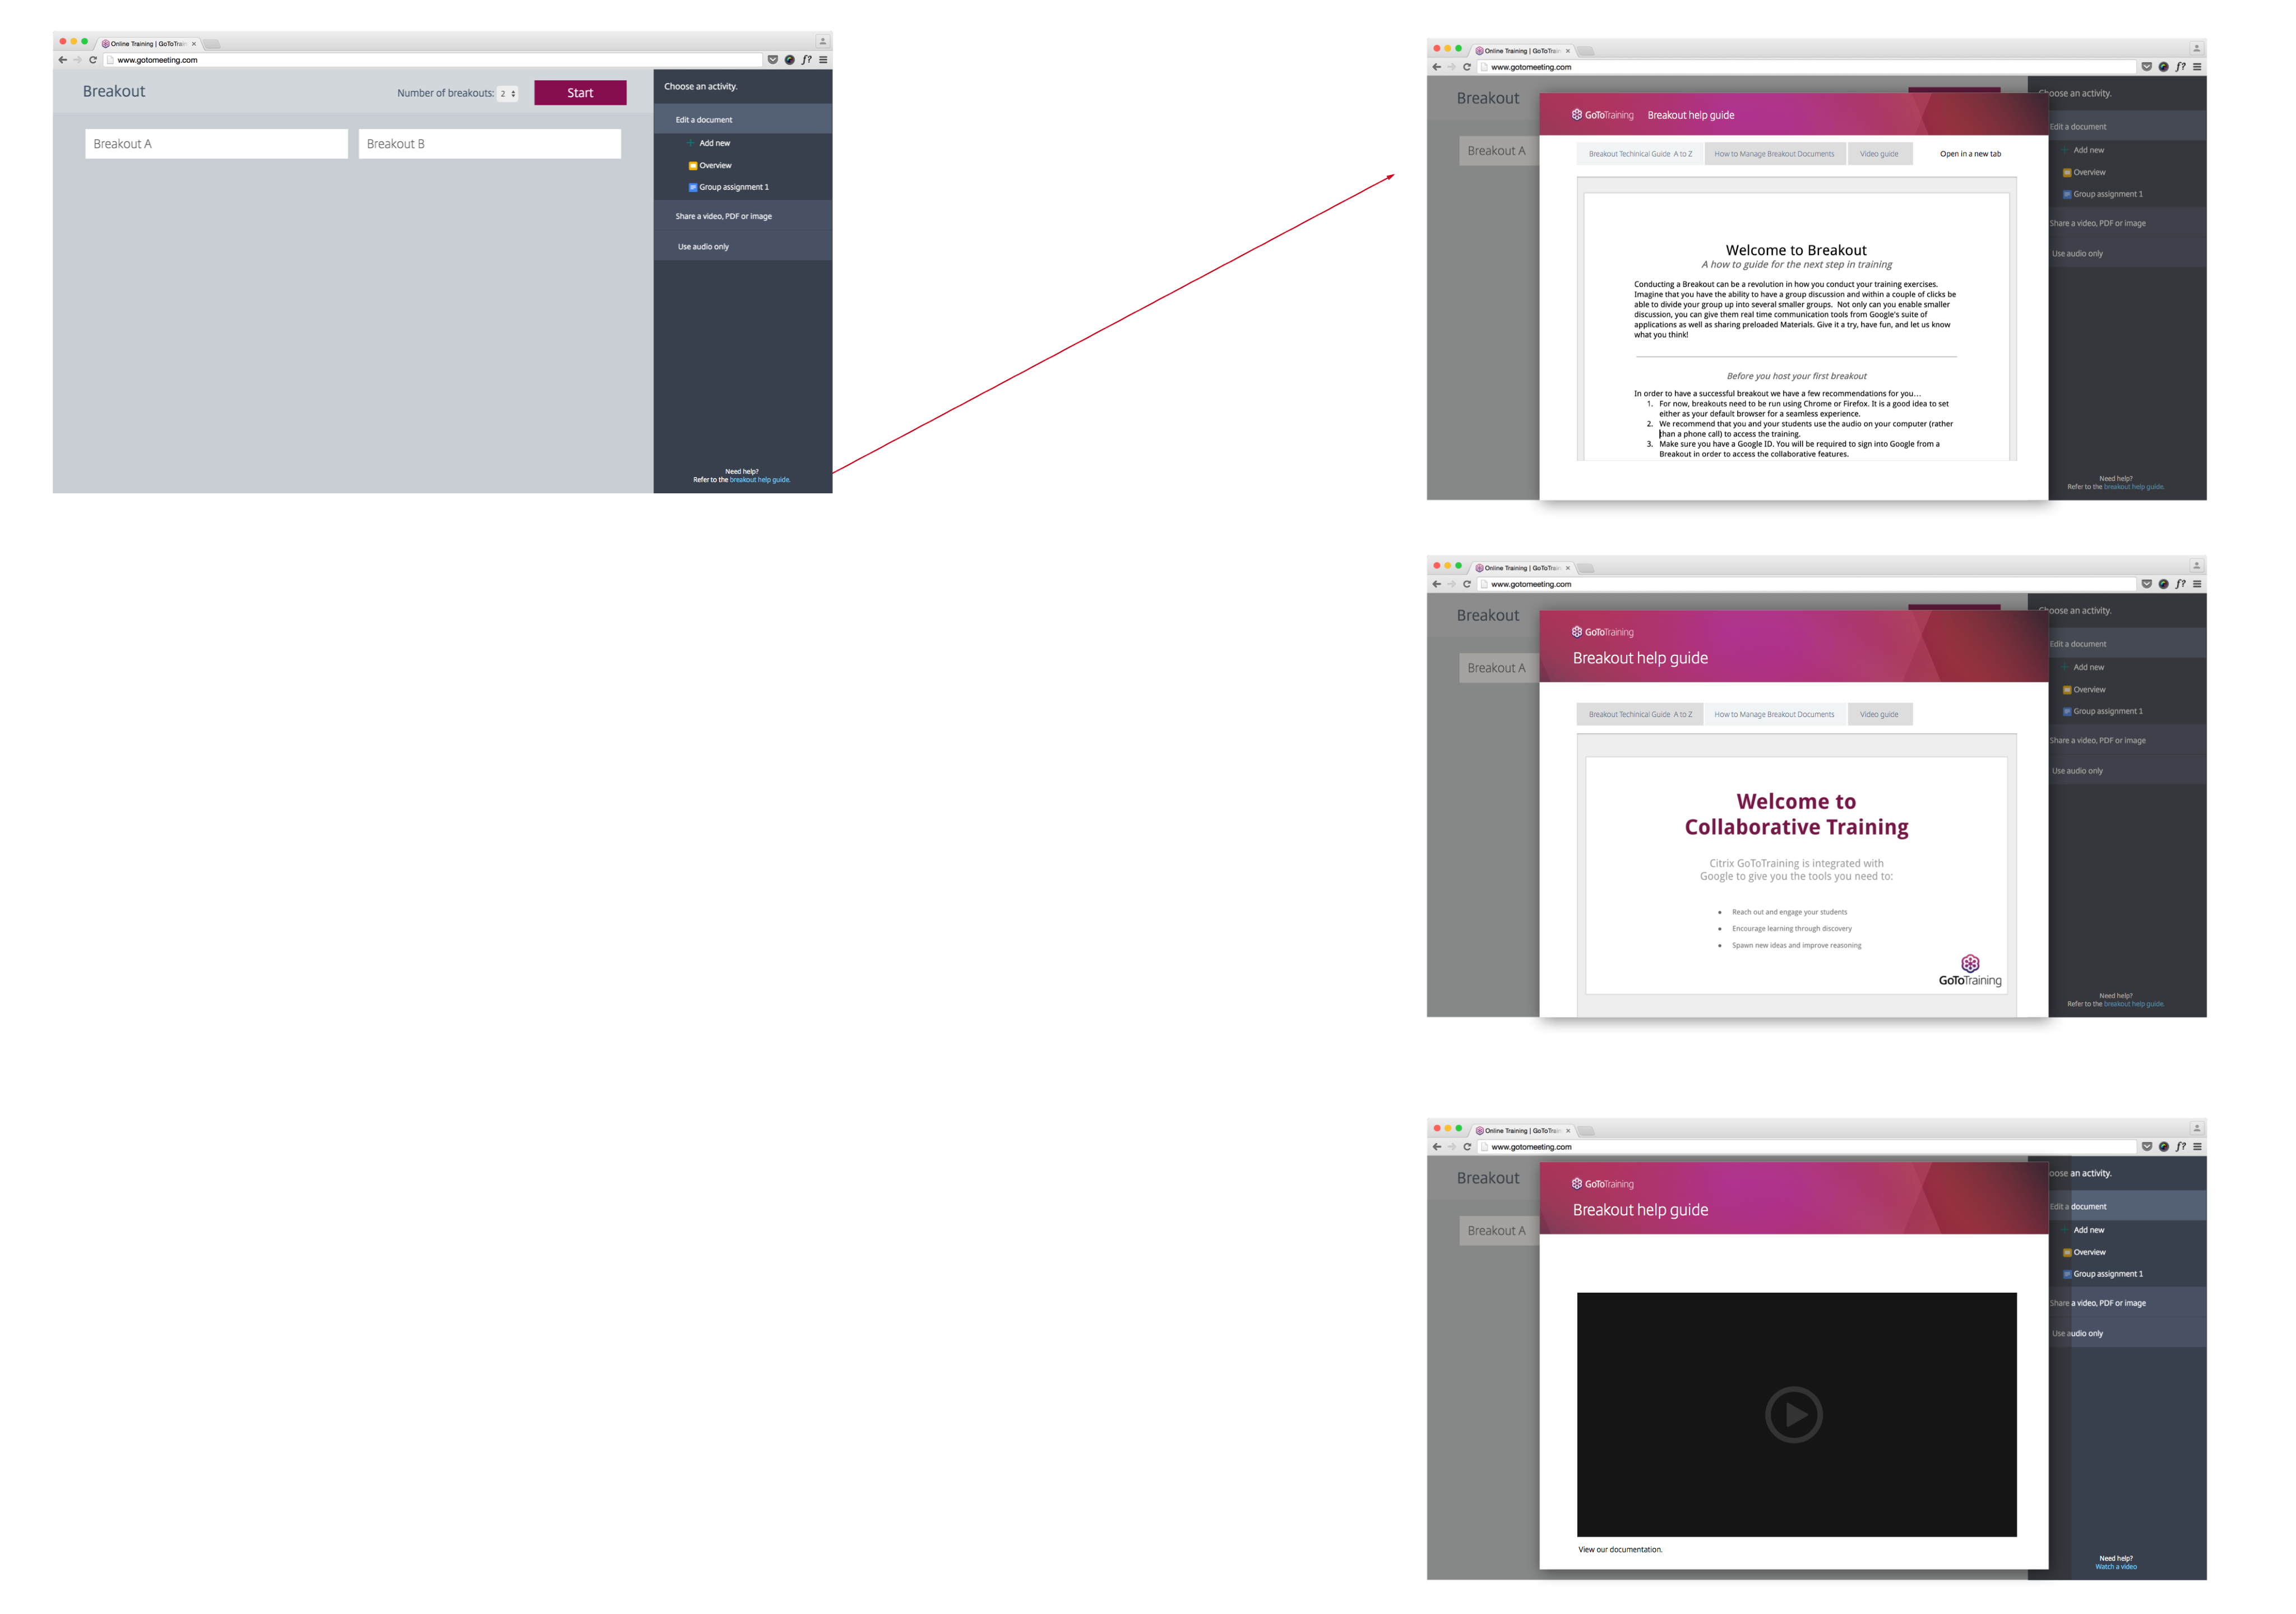 Online Training | GoToTrain
www.gotomeeting.com
f?
Breakout
Number of breakouts: 2
Start
Breakout A
Breakout B
Choose an activity.
Edit a document
Add new
Overview
Group assignment 1
Share a video, PDF or image
Use audio only
Need help?
Refer to the breakout help guide.
Online Training | GoToTrain
www.gotomeeting.com
f?
Breakout
Breakout A
GoToTraining
Breakout help guide
Breakout Techinical Guide A to Z
How to Manage Breakout Documents
Video guide
Open in a new tab
Welcome to Breakout
A how to guide for the next step in training
Conducting a Breakout can be a revolution in how you conduct your training exercises.
Imagine that you have the ability to have a group discussion and within a couple of clicks be
able to divide your group up into several smaller groups. Not only can you enable smaller
discussion, you can give them real time communication tools from Google's suite of
applications as well as sharing preloaded Materials. Give it a try, have fun, and let us know
what you think!
Before you host your first breakout
In order to have a successful breakout we have a few recommendations for you…
1. For now, breakouts need to be run using Chrome or Firefox. It is a good idea to set
either as your default browser for a seamless experience.
2. We recommend that you and your students use the audio on your computer (rather
than a phone call) to access the training.
3. Make sure you have a Google ID. You will be required to sign into Google from a
Breakout in order to access the collaborative features.
Choose an activity.
Edit a document
Add new
Overview
Group assignment 1
Share a video, PDF or image
Use audio only
Need help?
Refer to the breakout help guide.
Online Training | GoToTrain
www.gotomeeting.com
f?
Breakout
Breakout A
GoToTraining
Breakout help guide
Breakout Techinical Guide A to Z
How to Manage Breakout Documents
Video guide
Welcome to
Collaborative Training
Citrix GoToTraining is integrated with
Google to give you the tools you need to:
• Reach out and engage your students
• Encourage learning through discovery
• Spawn new ideas and improve reasoning
GoToTraining
Choose an activity.
Edit a document
Add new
Overview
Group assignment 1
Share a video, PDF or image
Use audio only
Need help?
Refer to the breakout help guide.
Online Training | GoToTrain
www.gotomeeting.com
f?
Breakout
Breakout A
GoToTraining
Breakout help guide
View our documentation.
oose an activity.
Edit a document
Add new
Overview
Group assignment 1
Share a video, PDF or image
Use audio only
Need help?
Watch a video